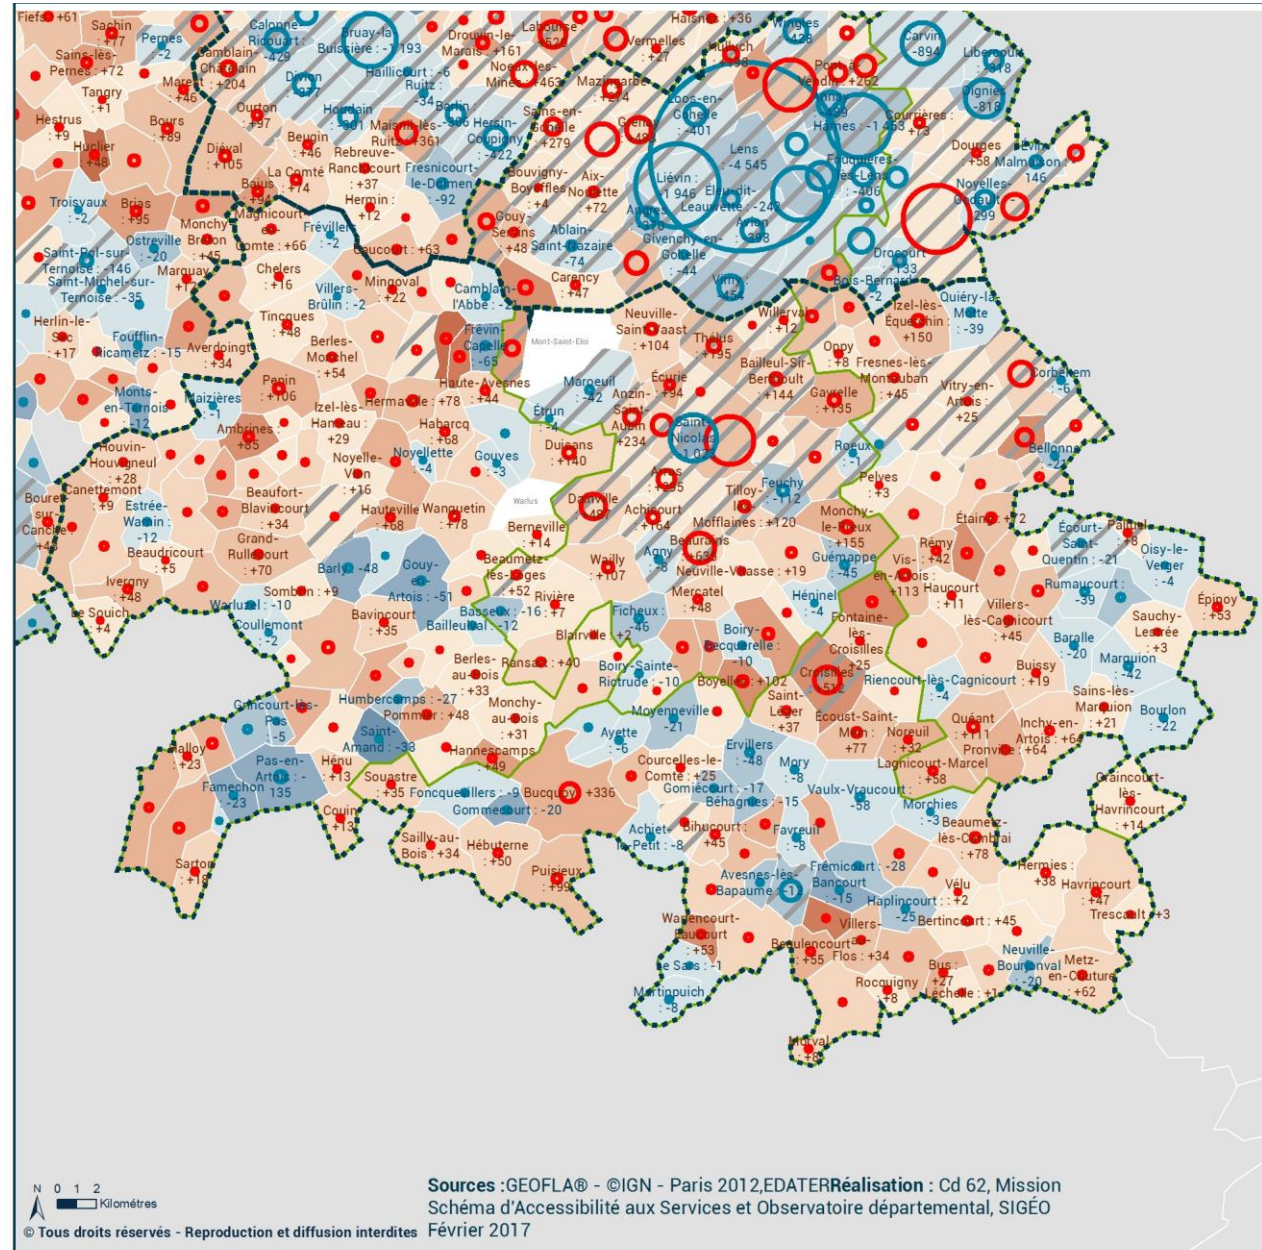 Fiefs : +61
Sachin
: +77
Pernes
: -2
Calonne-
Ricouart :
-429
Bruay-la-
Buissière : -1 193
Drouvin-le-
Marais : +161
Labourse :
Haisnes : +36
Vermelles
: +27
Wingles
Carvin
: -894
Libercourt
Sains-lès-
Pernes : +72
Camblain-
Châtelain
: +204
Marest :
+46
Divion
Haillicourt : -6
Ruitz :
-34
Noeux-les-
Mines : +463
Mazingarbe
Hulluch
Pont-à-
Vendin : +262
Oignies
: -818
Tangry
: +1
Ourton
: +97
Houdain
: -301
Barlin
: -306
Hersin-
Coupigny
: -422
Sains-en-
Gohelle
: +279
Loos-en-
Gohelle
: -401
Harnes : -1 463
Courrières :
+73
Hestrus
: +9
Bours
: +89
Beugin
: +46
Maisnil-lès-
Ruitz : +361
Grenay
Lens
: -4 545
Dourges
: +58
Évin-
Malmaison :
146
Huclier
: +48
Diéval
: +105
La Comté
: +74
Rebreuve-
Ranchicourt
: +37
Fresnicourt-
le-Dolmen
: -92
Bouvigny-
Boyeffles
: +4
Aix-
Noulette
: +72
Liévin :
-1 946
Éleu-dit-
Leauwette : -242
Fouquières-
lès-Lens
: -406
Noyelles-
Godault :
-299
Troisvaux
: -2
Brias
: +95
Bajus
: +94
Hermin :
+12
Gouy-
Servins
: +48
Angres
Avion
Monchy-
Breton
: +45
Magnicourt-
en-
Comte : +66
Frévillers
: -2
Ablain-
Saint-Nazaire
: -74
Givenchy-en-
Gohelle
: -44
Ostreville
: -20
Saint-Pol-sur-
Ternoise : -146
Saint-Michel-sur-
Ternoise : -35
Marquay
Gaucourt : +63
Carency
: +47
Vimy
Drocourt
: -133
Bois-Bernard
: -2
Chelers
: +16
Villers-
Brûlin : -2
Mingoval
: +22
Camblain-
l'Abbé : -2
Quiéry-la-
Motte
: -39
Herlin-le-
Sec
: +17
Foufflin-
Ricametz : -15
Averdoingt
: +34
Tincques
: +48
Berles-
Monchel
: +54
Frévin-
Capelle
: -65
Mont-Saint-Eloi
Neuville-
Saint-Vaast
: +104
Willerval
: +12
Thélus
: +195
Izel-lès-
Équerchin :
+150
Oppy
: +8
Fresnes-lès-
Montauban
: +45
Monts-
en-Ternois
: -12
Maizières
: -1
Penin
: +106
Haute-Avesnes
: +44
Maroeuil
: -42
Écurie
: +94
Bailleul-Sir-
Berthoult
: +144
Vitry-en-
Artois :
+25
Corbehem
: -6
Hermaville : +78
Étrun
: -4
Anzin-
Saint-
Aubin
: +234
Gavrelle
: +135
Ambrines :
+85
Izel-lès-
Hameau :
+29
Habarcq
: +68
Saint-
Nicolas
Houvin-
Houvigneul
: +28
Noyellette
: -4
Gouves
: -3
Duisans
: +140
Roeux
: -1
Bellonne
Canettemont
: +9
Noyelle-
Vion
: +16
Arras
: +295
Feuchy
: -112
Pelves
: +3
Boubers-
sur-
Canche :
+43
Estrée-
Wamin :
-12
Beaufort-
Blavincourt
: +34
Hauteville
: +68
Wanquetin
: +78
Warlus
Dainville
Achicourt
: +164
Tilloy-
lès-
Mofflaines : +120
Monchy-
le-Preux
: +155
Étaing : +12
Palluel
: +8
Beaudricourt
: +5
Grand-
Rullecourt
: +70
Berneville
: +14
Beaurains
Écourt-
Saint-
Quentin : -21
Oisy-le-
Verger
: -4
Ivergny
: +48
Sombrin : +9
Barly : -48
Gouy-
en-
Artois : -51
Beaumetz-
lès-Loges
: +52
Wailly
: +107
Agny
: -8
Neuville-Vitasse : +19
Guémappe
: -45
Vis-
en-Artois :
+113
Rémy
: +42
Haucourt
: +11
Rumaucourt :
-39
Le Souich
: +4
Warluzel : -10
Coullemont
: -2
Bavincourt
: +35
Basseux : -16
Bailleulval : -12
Rivière
: +7
Mercatel
: +48
Héninel
: -4
Villers-
lès-Cagnicourt
: +45
Épinoy
: +53
Ficheux :
-46
Fontaine-
lès-
Croisilles :
+25
Sauchy-
Lestrée
: +3
Blairville : +2
Boiry-
Becquerelle :
-10
Baralle
: -20
Marquion
: -42
Berles-
au-Bois
: +33
Ransart : +40
Boiry-Sainte-
Rictrude : -10
Croisilles
Riencourt-lès-Cagnicourt
: -4
Buissy
: +19
Humbercamps : -27
Pommier : +48
Boyelles : +102
Saint-
Léger
: +37
Sains-lès-
Marquion
: +21
Grincourt-lès-
Pas
: -5
Monchy-
au-Bois
: +31
Moyenneville
: -21
Écoust-Saint-
Mein :
+77
Noreuil
: +32
Quéant
: +111
Inchy-en-
Artois : +64
Bourlon
: -22
Halloy
: +23
Saint-
Amand : -33
Ayette
: -6
Ervillers
: -48
Pronville : +64
Hannescamps
: +49
Pas-en-
Artois : -
135
Hénu
: +13
Courcelles-le-
Comte : +25
Mory
: -8
Lagnicourt-Marcel
: +58
Famechon
: -23
Souastre
: +35
Foncquevillers : -9
Gommecourt : -20
Bucquoy : +336
Gomiécourt : -17
Béhagnies : -15
Vaulx-Vraucourt :
-58
Morchies
: -3
Graincourt-
lès-
Havrincourt
: +14
Couin
: +13
Achiet-
le-Petit : -8
Bihucourt :
+45
Favreuil
: -8
Beaumetz-
lès-Cambrai
: +78
Sailly-au-
Bois : +34
Hébuterne
: +50
Sarton
: +18
Puisieux
: +99
Avesnes-lès-
Bapaume : -1
Frémicourt : -28
Bancourt
: -15
Haplincourt :
-25
Vélu
: +2
Hermies :
+38
Havrincourt
: +47
Trescault : +3
Warlencourt-
Eaucourt
: +53
Villers-
au-
Flos : +34
Bertincourt : +45
Beaulencourt
: +55
Neuville-
Bourjonval
: -20
Metz-
en-Couture
: +62
Le Sars : -1
Bus :
+27
Martinpuich
: -8
Rocquigny
: +8
Léchelle : +1
Morval
: +8
N 0 1 2
Kilométres
Sources :GEOFLA® - ©IGN - Paris 2012,EDATERRéalisation : Cd 62, Mission
Schéma d'Accessibilité aux Services et Observatoire départemental, SIGÉO
Février 2017
© Tous droits réservés - Reproduction et diffusion interdites